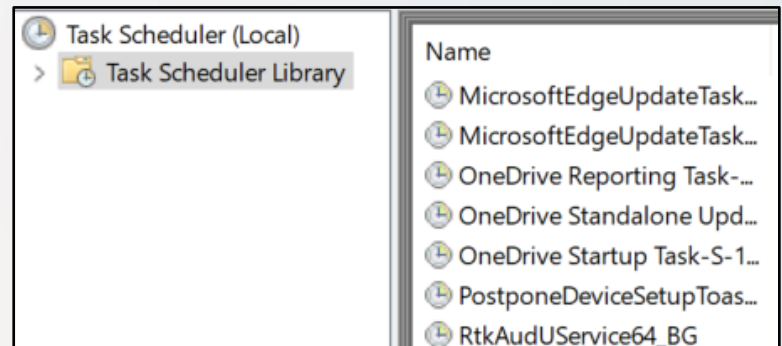 Task Scheduler (Local)
Task Scheduler Library
Name
MicrosoftEdgeUpdateTask...
MicrosoftEdgeUpdateTask...
OneDrive Reporting Task-...
OneDrive Standalone Upd...
OneDrive Startup Task-S-1...
PostponeDeviceSetupToas...
RtkAudUService64_BG